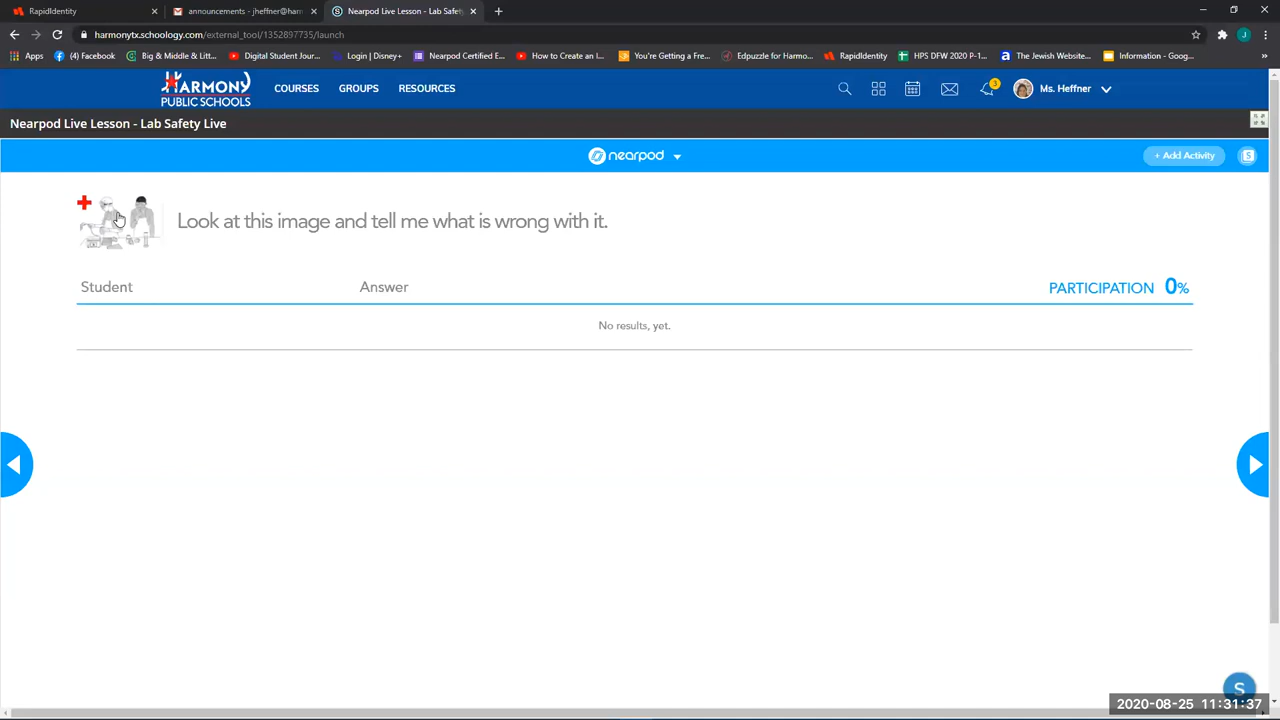 RapidIdentity
announcements - jheffner@harr
Nearpod Live Lesson - Lab Safety
harmonytx.schoology.com/external_tool/1352897735/launch
J
Apps
(4) Facebook
Big & Middle & Litt...
Digital Student Jour...
Login | Disney+
Nearpod Certified E...
How to Create an I...
You're Getting a Fre...
Edpuzzle for Harmo...
RapidIdentity
HPS DFW 2020 P-1...
The Jewish Website...
Information - Goog...
HARMONY
PUBLIC SCHOOLS
COURSES
GROUPS
RESOURCES
3
Ms. Heffner
Nearpod Live Lesson - Lab Safety Live
nearpod
+ Add Activity
S
Look at this image and tell me what is wrong with it.
Student
Answer
PARTICIPATION 0%
No results, yet.
S
2020-08-25 11:31:37